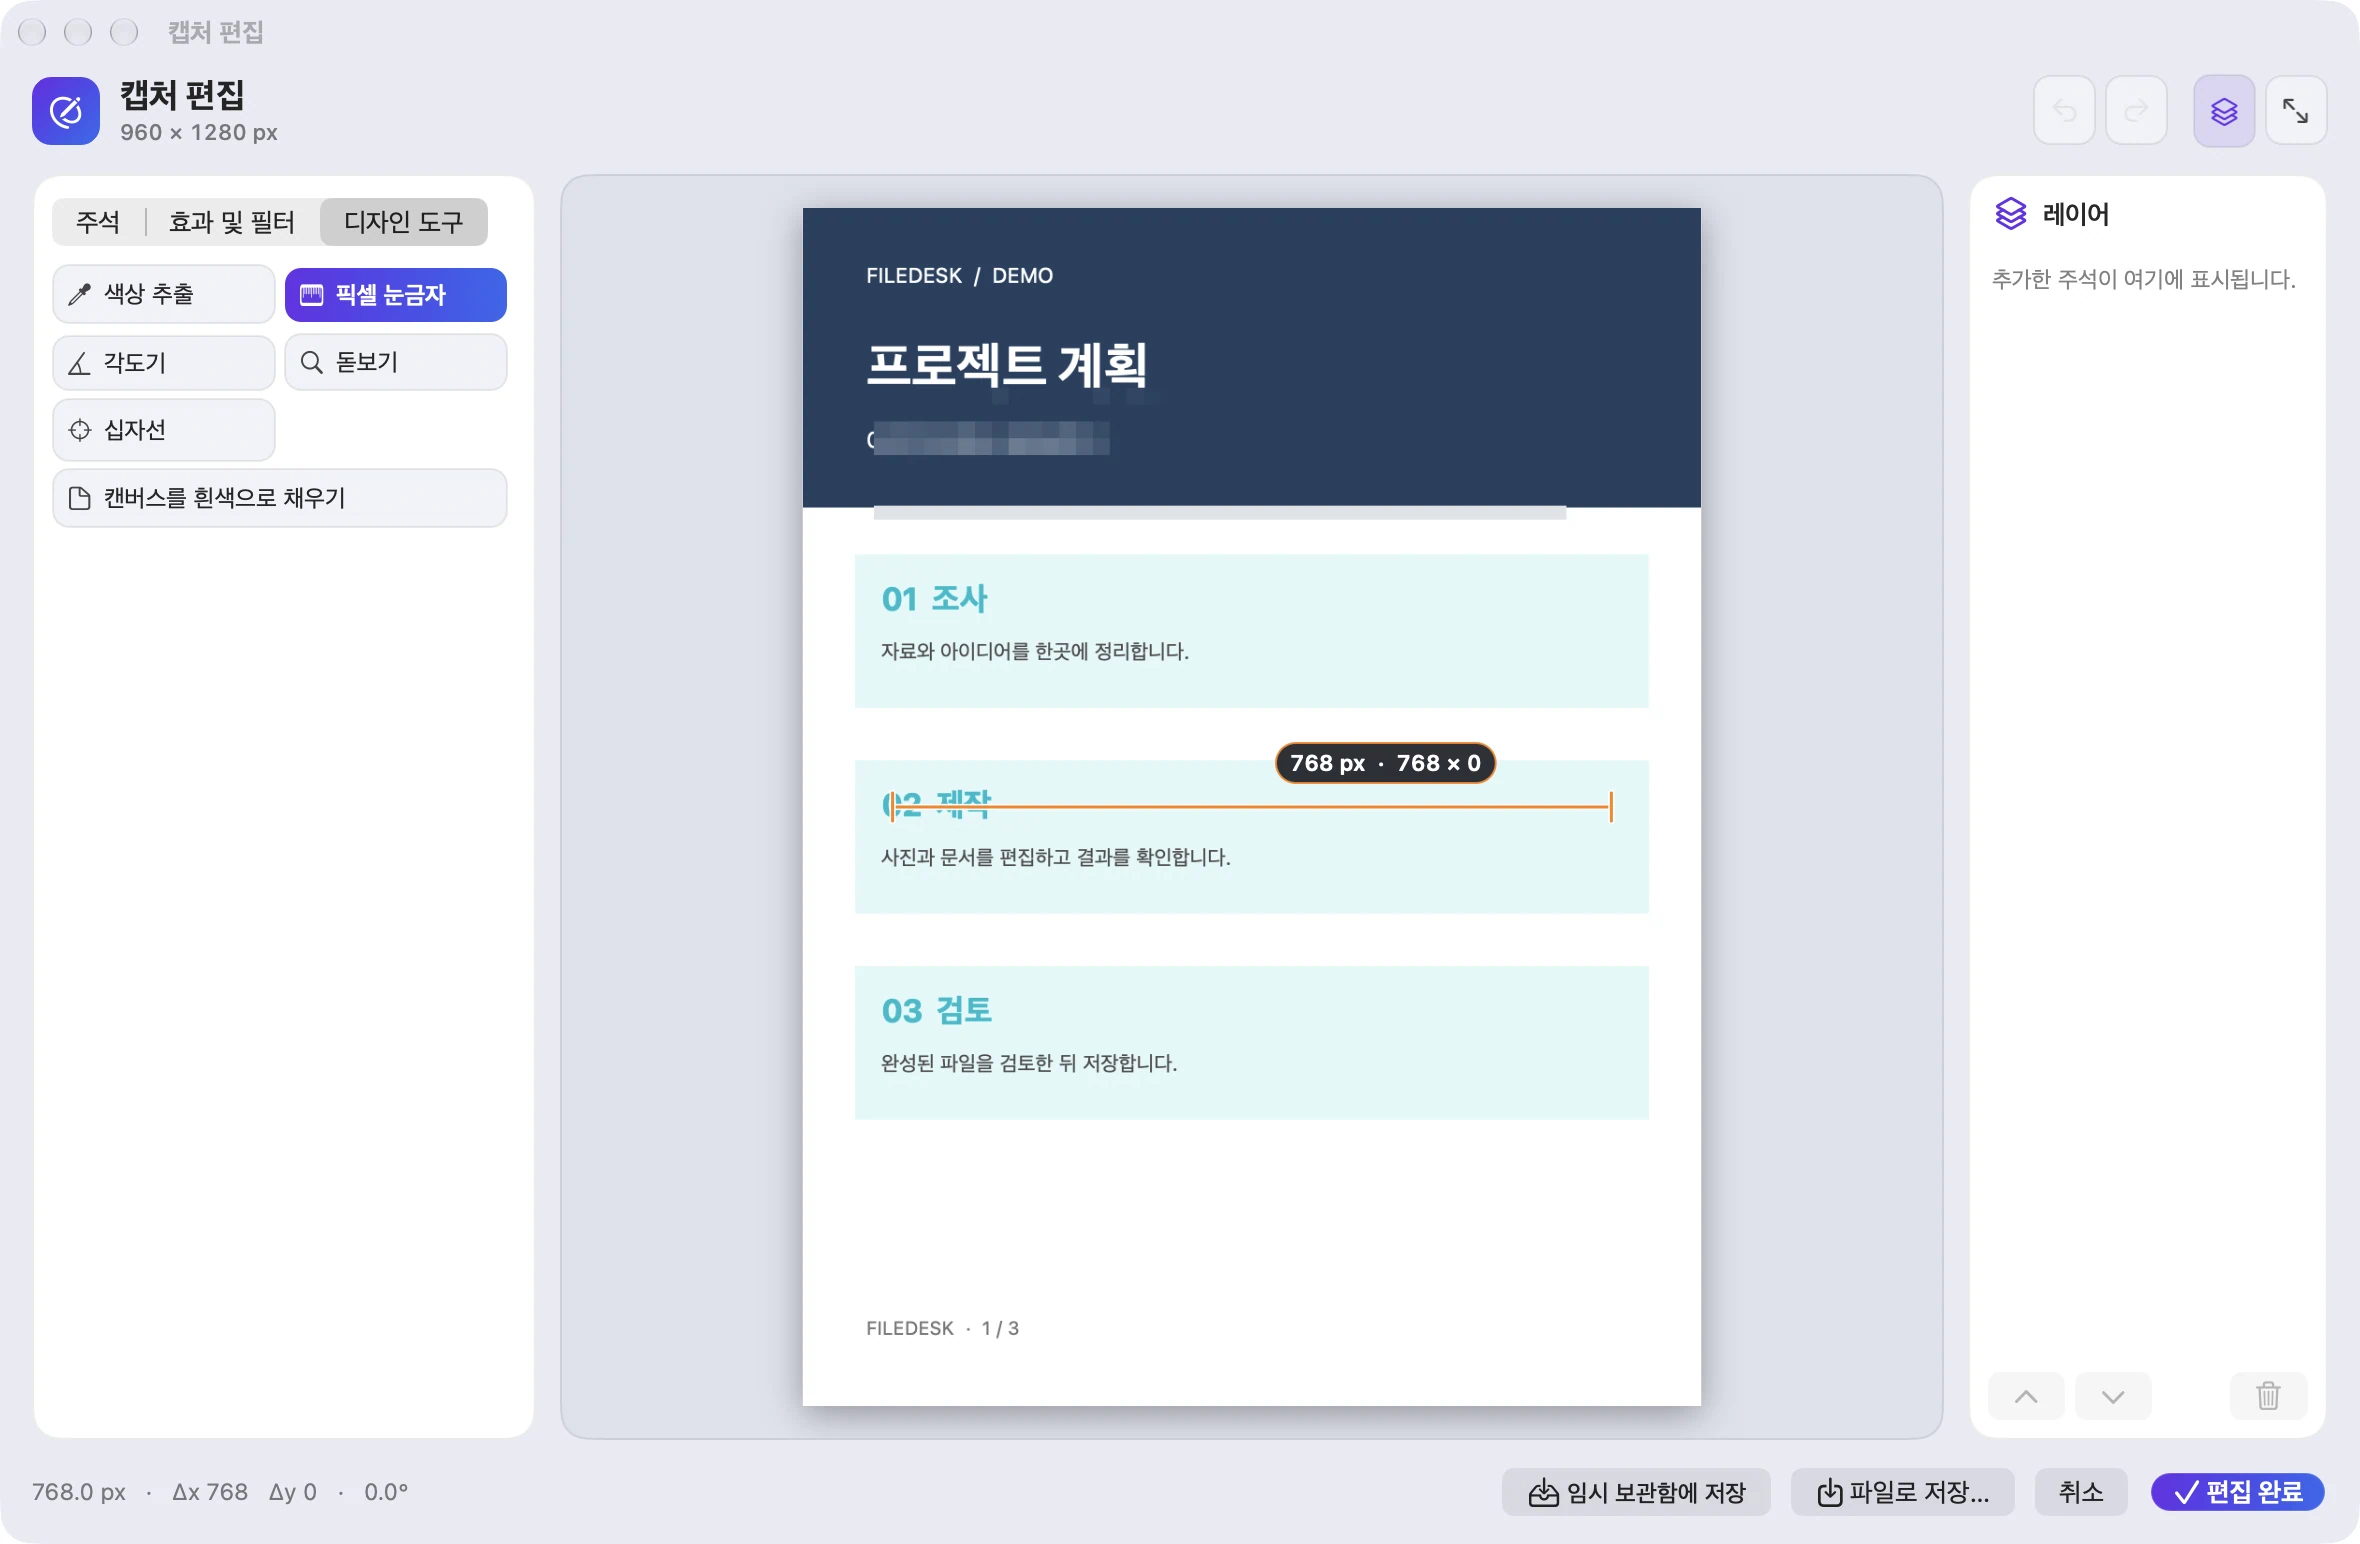 캡처 편집
캡처 편집
960 × 1280 px
주석 효과 및 필터 디자인 도구
색상 추출 픽셀 눈금자
각도기 돋보기
십자선
캔버스를 흰색으로 채우기
FILEDESK / DEMO
프로젝트 계획
01 조사
자료와 아이디어를 한곳에 정리합니다.
768 px · 768 × 0
02 제작
사진과 문서를 편집하고 결과를 확인합니다.
03 검토
완성된 파일을 검토한 뒤 저장합니다.
FILEDESK · 1 / 3
레이어
추가한 주석이 여기에 표시됩니다.
768.0 px · Δx 768 Δy 0 · 0.0°
임시 보관함에 저장 파일로 저장... 취소 편집 완료